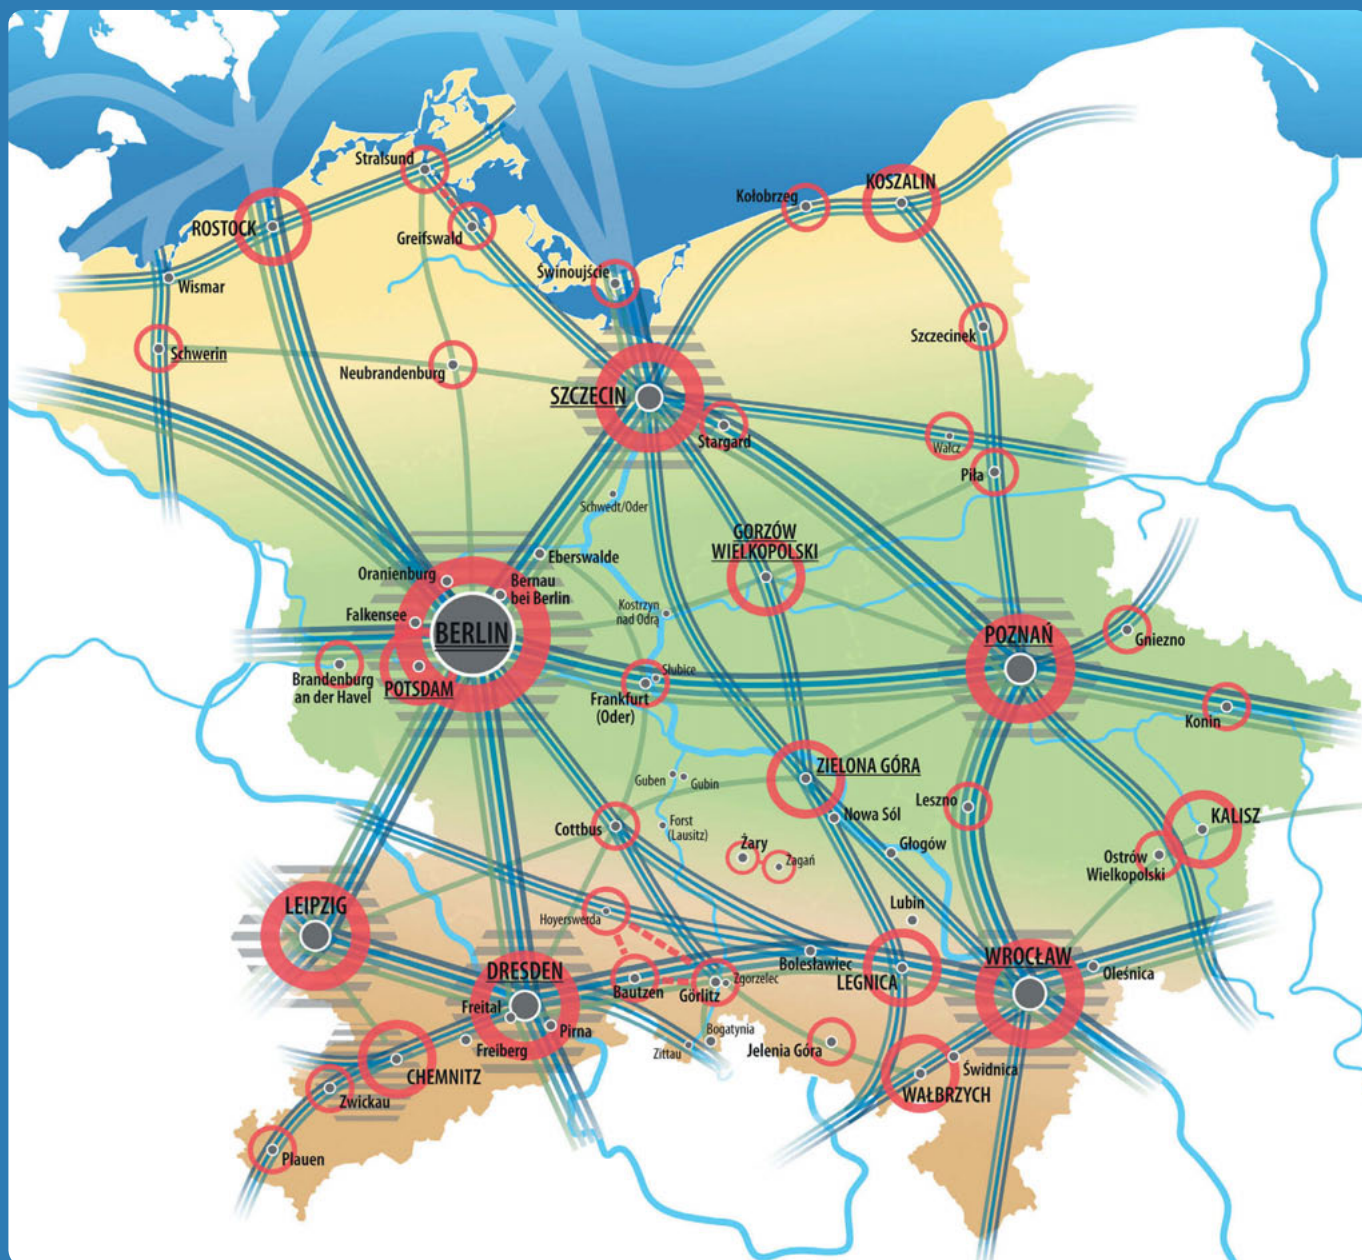 Stralsund
Kołobrzeg
KOSZALIN
ROSTOCK
Greifswald
Świnoujście
Wismar
Szczecinek
Schwerin
Neubrandenburg
SZCZECIN
Stargard
Wałcz
Piła
Schwedt/Oder
GORZÓW
WIELKOPOLSKI
Eberswalde
Oranienburg
Bernau
bei Berlin
Falkensee
Kostrzyn
nad Odrą
BERLIN
POZNAŃ
Gniezno
Brandenburg
an der Havel
POTSDAM
Słubice
Frankfurt
(Oder)
Konin
ZIELONA GÓRA
Guben
Gubin
Leszno
Nowa Sól
KALISZ
Cottbus
Forst
(Lausitz)
Żary
Żagań
Głogów
Ostrów
Wielkopolski
LEIPZIG
Hoyerswerda
Lubin
DRESDEN
Bolesławiec
WROCŁAW
Oleśnica
Bautzen
Görlitz
Zgorzelec
LEGNICA
Freital
Pirna
Freiberg
Bogatynia
Zittau
Jelenia Góra
Świdnica
CHEMNITZ
WAŁBRZYCH
Zwickau
Plauen